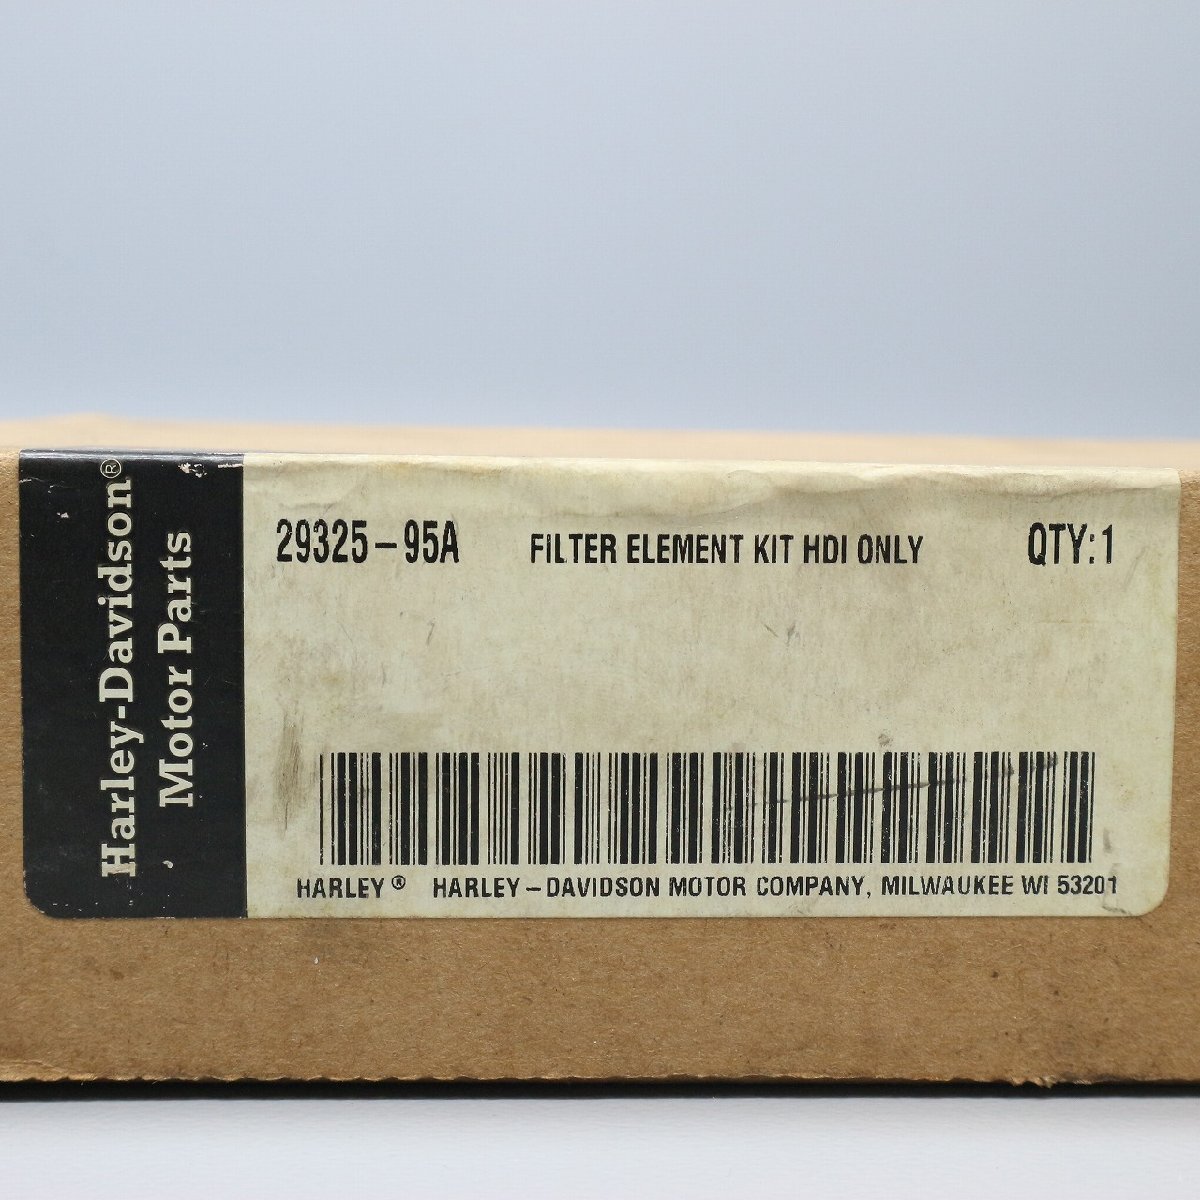 Harley-Davidson®
Motor Parts
29325-95A FILTER ELEMENT KIT HDI ONLY QTY:1
HARLEY® HARLEY-DAVIDSON MOTOR COMPANY, MILWAUKEE WI 53201